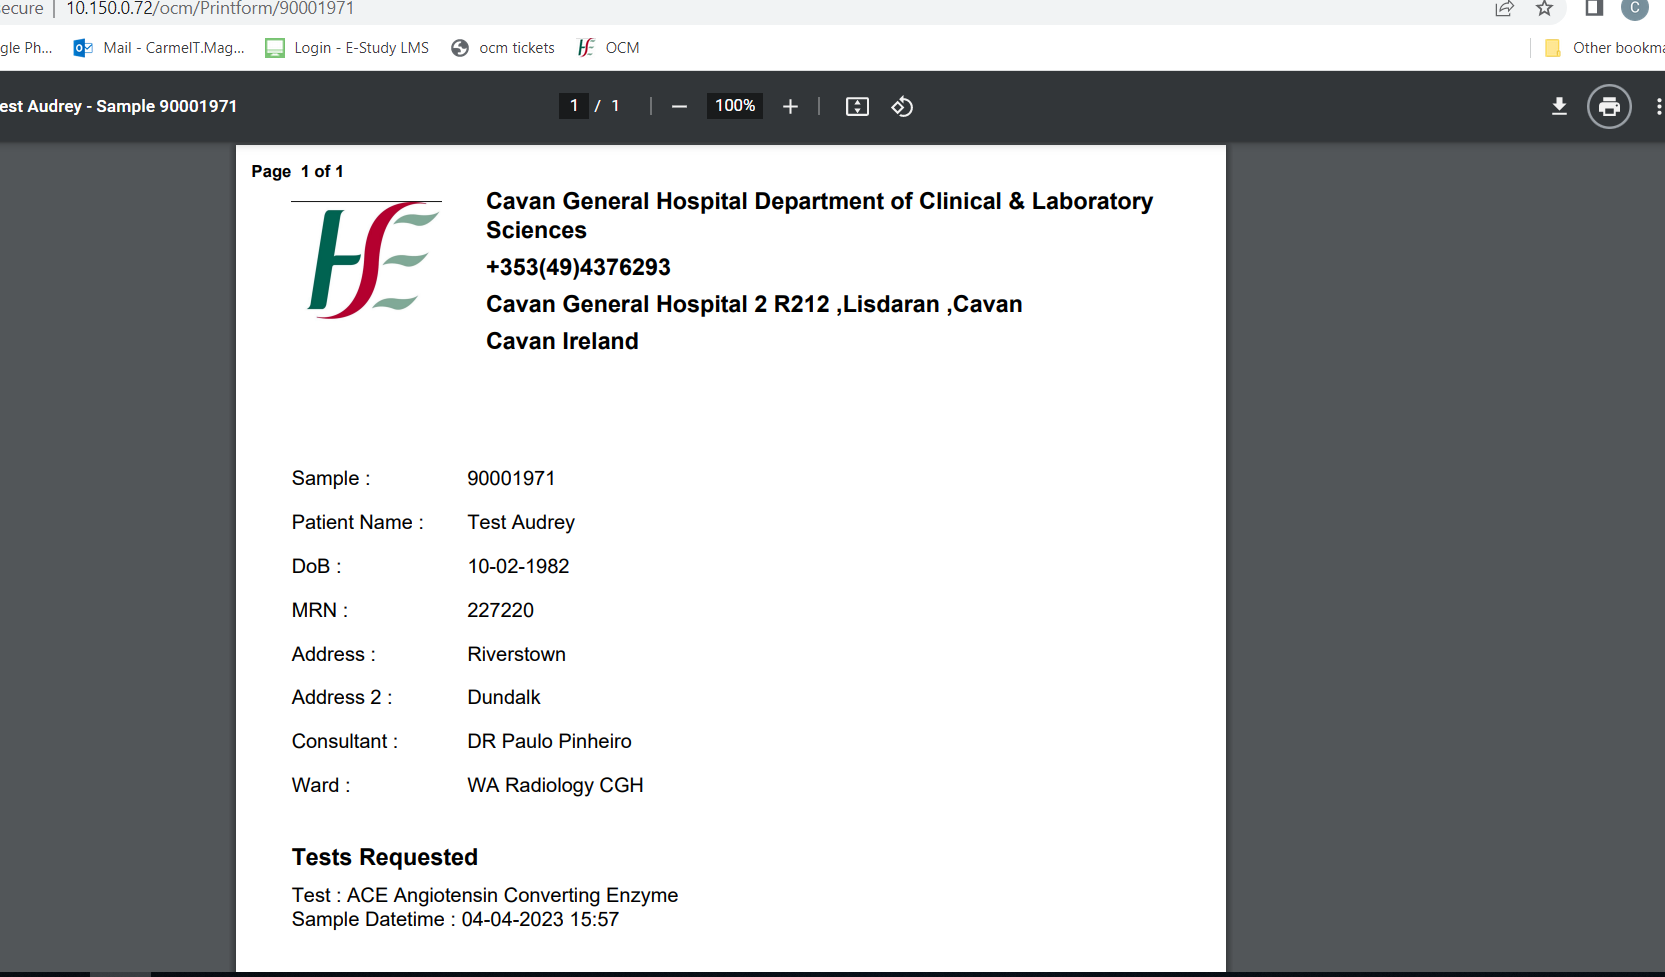 ecure | 10.150.0.72/ocm/Printform/90001971
C
gle Ph... Mail - CarmelT.Mag... Login - E-Study LMS ocm tickets OCM Other bookma
est Audrey - Sample 90001971 1 / 1 100%
Page 1 of 1
HSE
Cavan General Hospital Department of Clinical & Laboratory
Sciences
+353(49)4376293
Cavan General Hospital 2 R212 ,Lisdaran ,Cavan
Cavan Ireland
Sample : 90001971
Patient Name : Test Audrey
DoB : 10-02-1982
MRN : 227220
Address : Riverstown
Address 2 : Dundalk
Consultant : DR Paulo Pinheiro
Ward : WA Radiology CGH
Tests Requested
Test : ACE Angiotensin Converting Enzyme
Sample Datetime : 04-04-2023 15:57